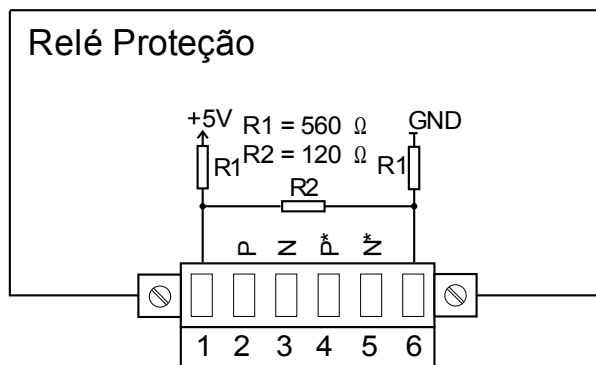 Relé Proteção
+5V R1 = 560 Ω GND
R1 R2 = 120 Ω R1
R2
P N P* N*
1 2 3 4 5 6